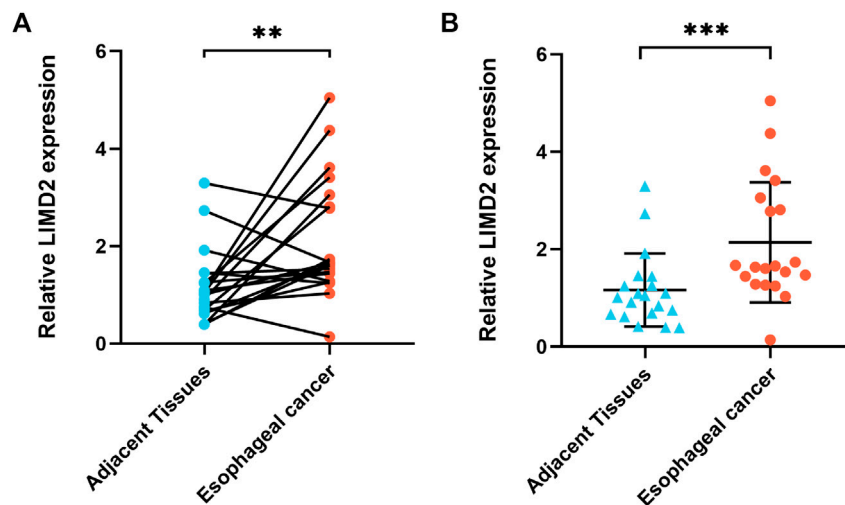 A
**
Relative LIMD2 expression
6
4
2
0
Adjacent Tissues
Esophageal cancer
B
***
Relative LIMD2 expression
6
4
2
0
Adjacent Tissues
Esophageal cancer